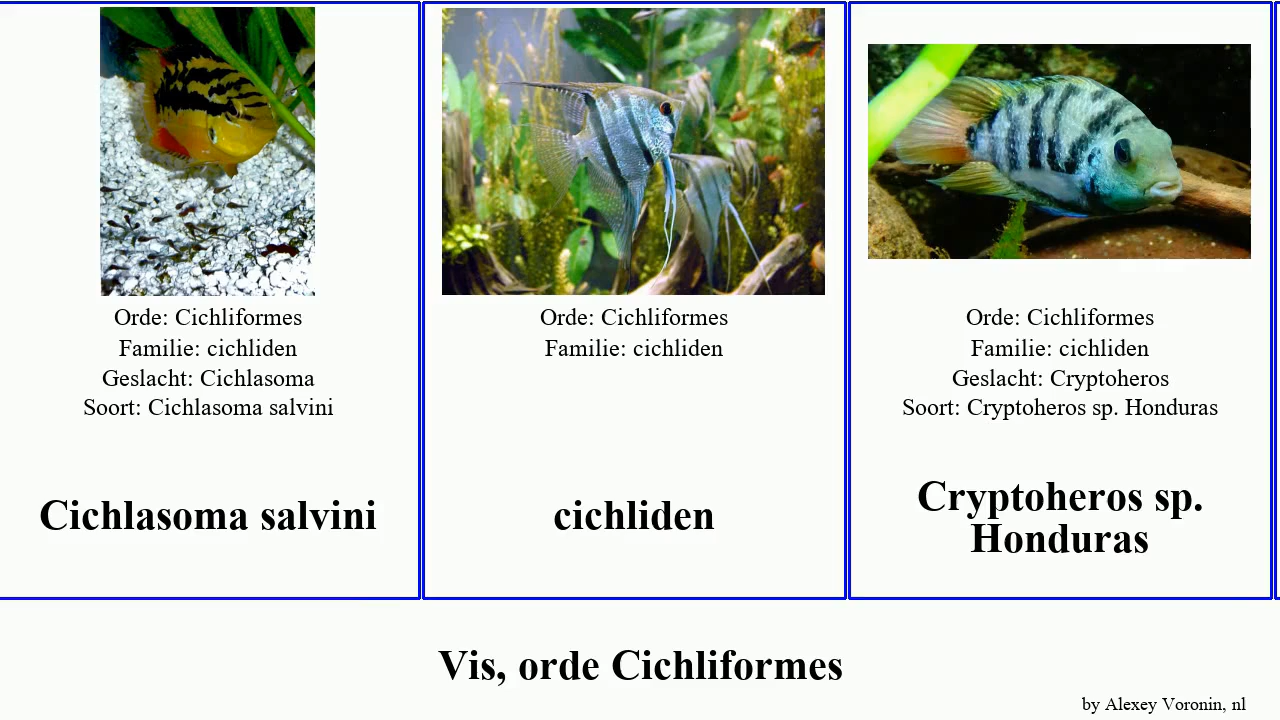 Orde: Cichliformes
Familie: cichliden
Geslacht: Cichlasoma
Soort: Cichlasoma salvini
Cichlasoma salvini
Orde: Cichliformes
Familie: cichliden
cichliden
Orde: Cichliformes
Familie: cichliden
Geslacht: Cryptoheros
Soort: Cryptoheros sp. Honduras
Cryptoheros sp.
Honduras
Vis, orde Cichliformes
by Alexey Voronin, nl